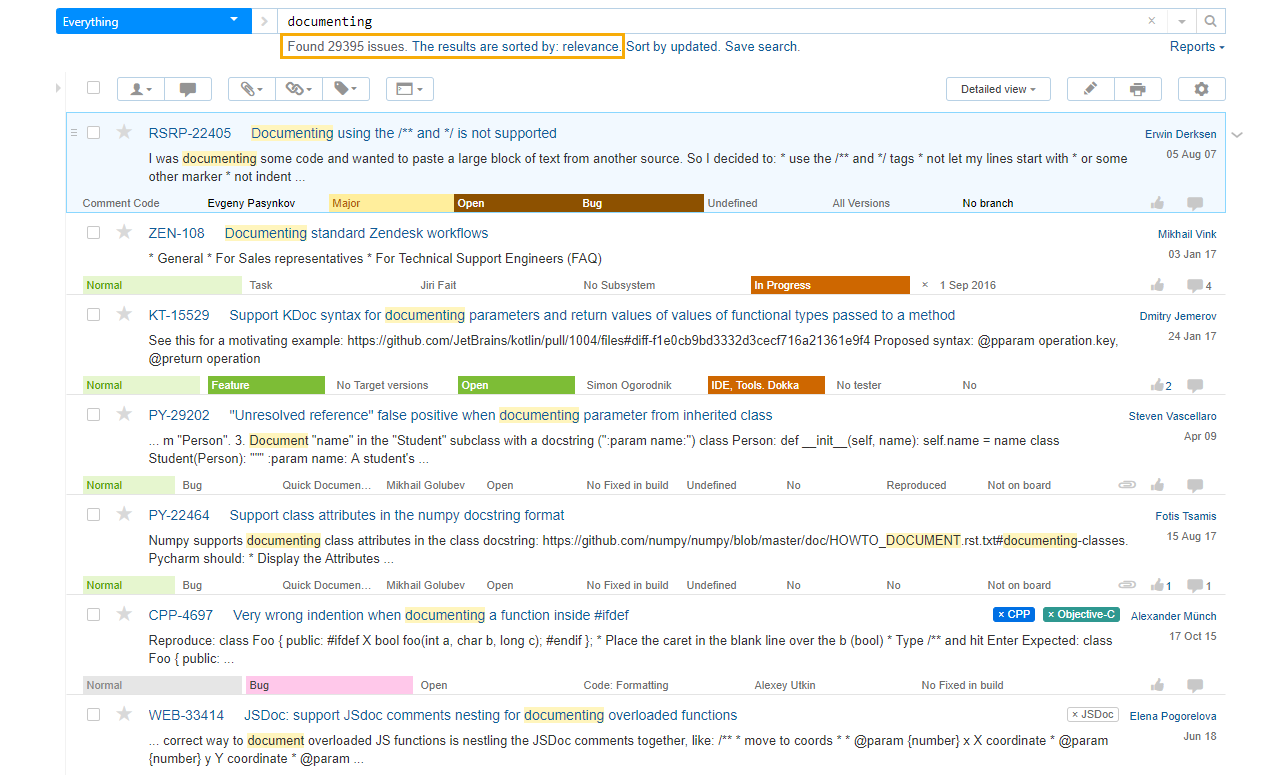 Everything
documenting
Found 29395 issues. The results are sorted by: relevance. Sort by updated. Save search.
Reports
Detailed view
RSRP-22405 Documenting using the /** and */ is not supported Erwin Derksen
05 Aug 07
I was documenting some code and wanted to paste a large block of text from another source. So I decided to: * use the /** and */ tags * not let my lines start with * or some
other marker * not indent ...
Comment Code Evgeny Pasynkov Major Open Bug Undefined All Versions No branch
ZEN-108 Documenting standard Zendesk workflows Mikhail Vink
03 Jan 17
* General * For Sales representatives * For Technical Support Engineers (FAQ)
Normal Task Jiri Fait No Subsystem In Progress × 1 Sep 2016 4
KT-15529 Support KDoc syntax for documenting parameters and return values of values of functional types passed to a method Dmitry Jemerov
24 Jan 17
See this for a motivating example: https://github.com/JetBrains/kotlin/pull/1004/files#diff-f1e0cb9bd3332d3cecf716a21361e9f4 Proposed syntax: @pparam operation.key,
@preturn operation
Normal Feature No Target versions Open Simon Ogorodnik IDE, Tools. Dokka No tester No 2
PY-29202 "Unresolved reference" false positive when documenting parameter from inherited class Steven Vascellaro
Apr 09
... m "Person". 3. Document "name" in the "Student" subclass with a docstring (":param name:") class Person: def __init__(self, name): self.name = name class
Student(Person): """ :param name: A student's ...
Normal Bug Quick Documen... Mikhail Golubev Open No Fixed in build Undefined No Reproduced Not on board
PY-22464 Support class attributes in the numpy docstring format Fotis Tsamis
15 Aug 17
Numpy supports documenting class attributes in the class docstring: https://github.com/numpy/numpy/blob/master/doc/HOWTO_DOCUMENT.rst.txt#documenting-classes.
Pycharm should: * Display the Attributes ...
Normal Bug Quick Documen... Mikhail Golubev Open No Fixed in build Undefined No No Not on board 1 1
CPP-4697 Very wrong indention when documenting a function inside #ifdef × CPP × Objective-C Alexander Münch
17 Oct 15
Reproduce: class Foo { public: #ifdef X bool foo(int a, char b, long c); #endif }; * Place the caret in the blank line over the b (bool) * Type /** and hit Enter Expected: class
Foo { public: ...
Normal Bug Open Code: Formatting Alexey Utkin No Fixed in build
WEB-33414 JSDoc: support JSdoc comments nesting for documenting overloaded functions × JSDoc Elena Pogorelova
Jun 18
... correct way to document overloaded JS functions is nestling the JSDoc comments together, like: /** * move to coords * * @param {number} x X coordinate * @param
{number} y Y coordinate * @param ...